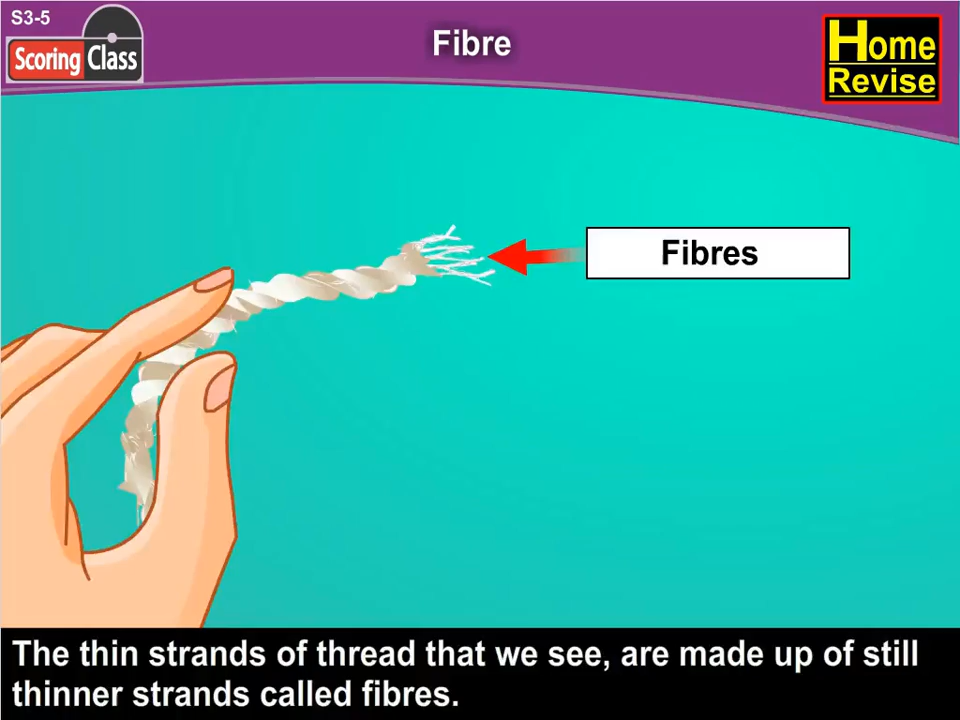 S3-5
Scoring Class
Fibre
Home
Revise
Fibres
The thin strands of thread that we see, are made up of still
thinner strands called fibres.